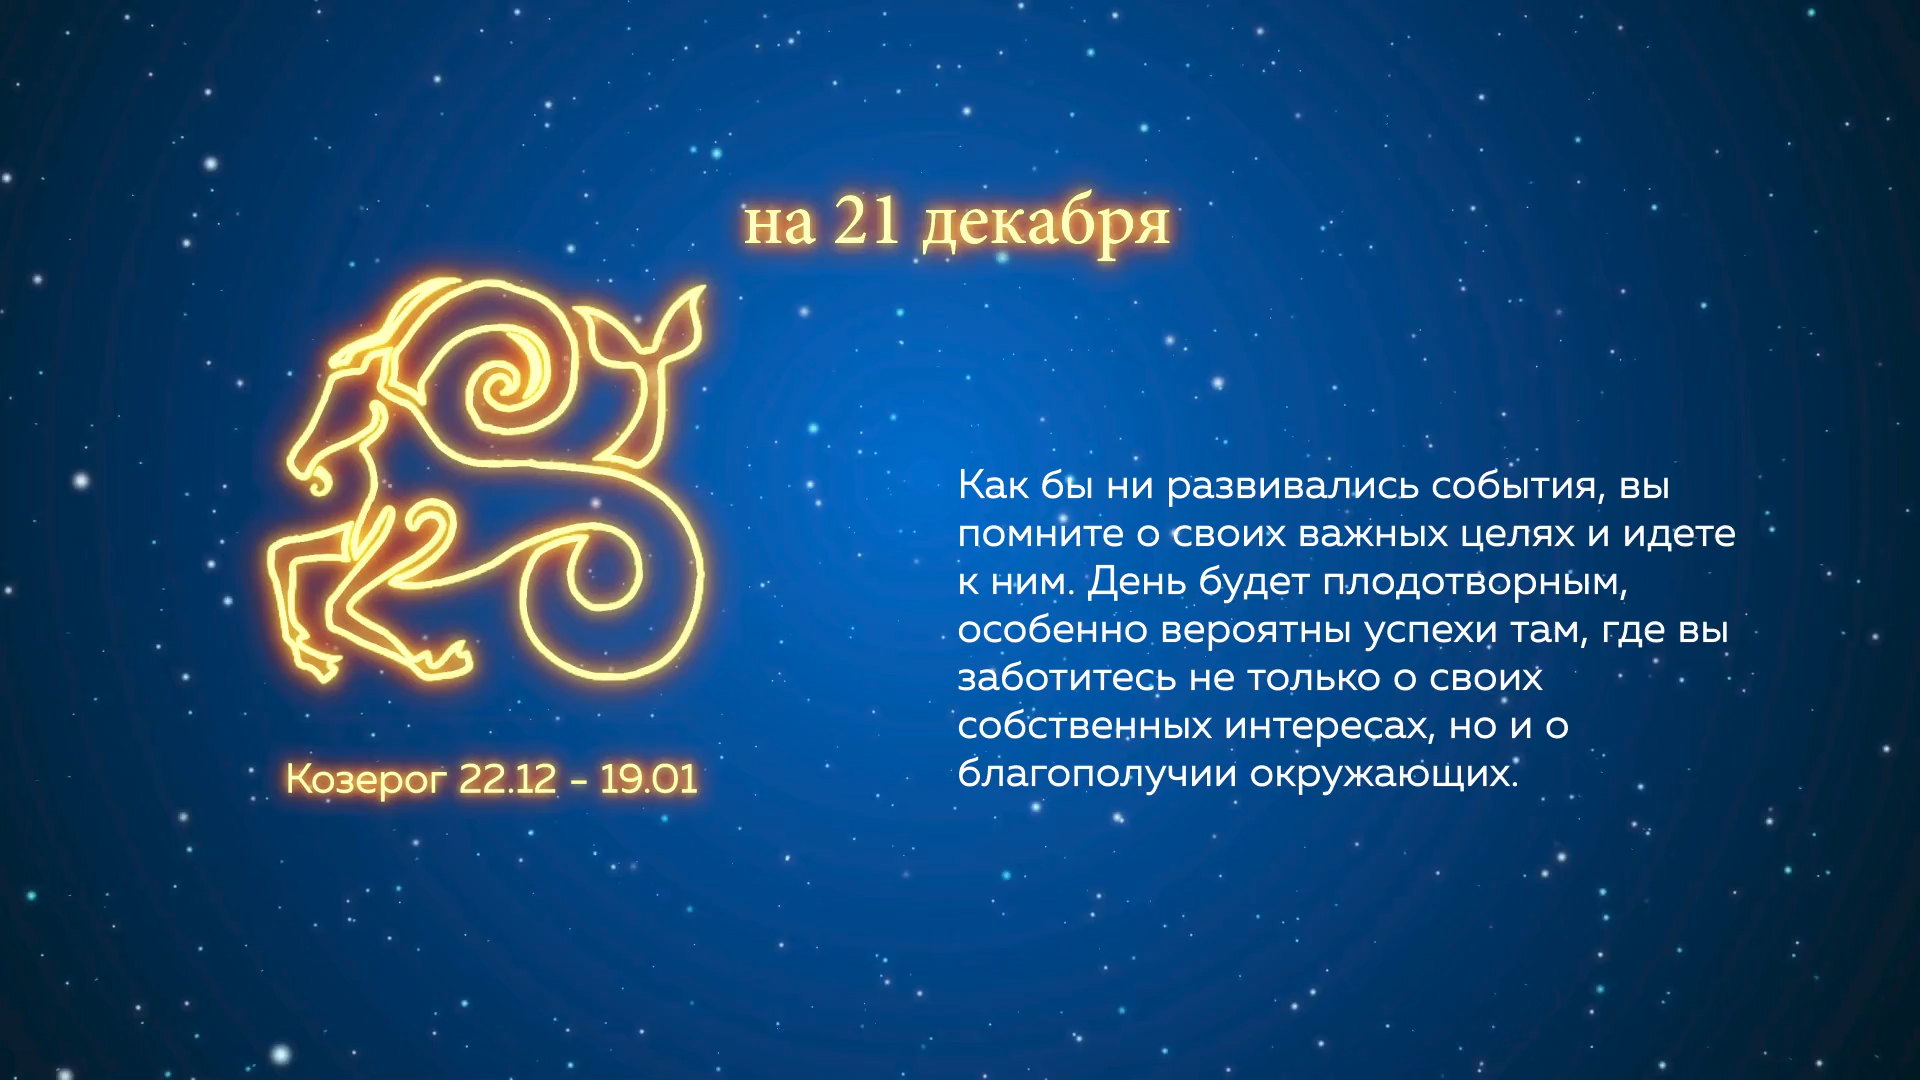 на 21 декабря
Как бы ни развивались события, вы
помните о своих важных целях и идете
к ним. День будет плодотворным,
особенно вероятны успехи там, где вы
заботитесь не только о своих
собственных интересах, но и о
благополучии окружающих.
Козерог 22.12 - 19.01